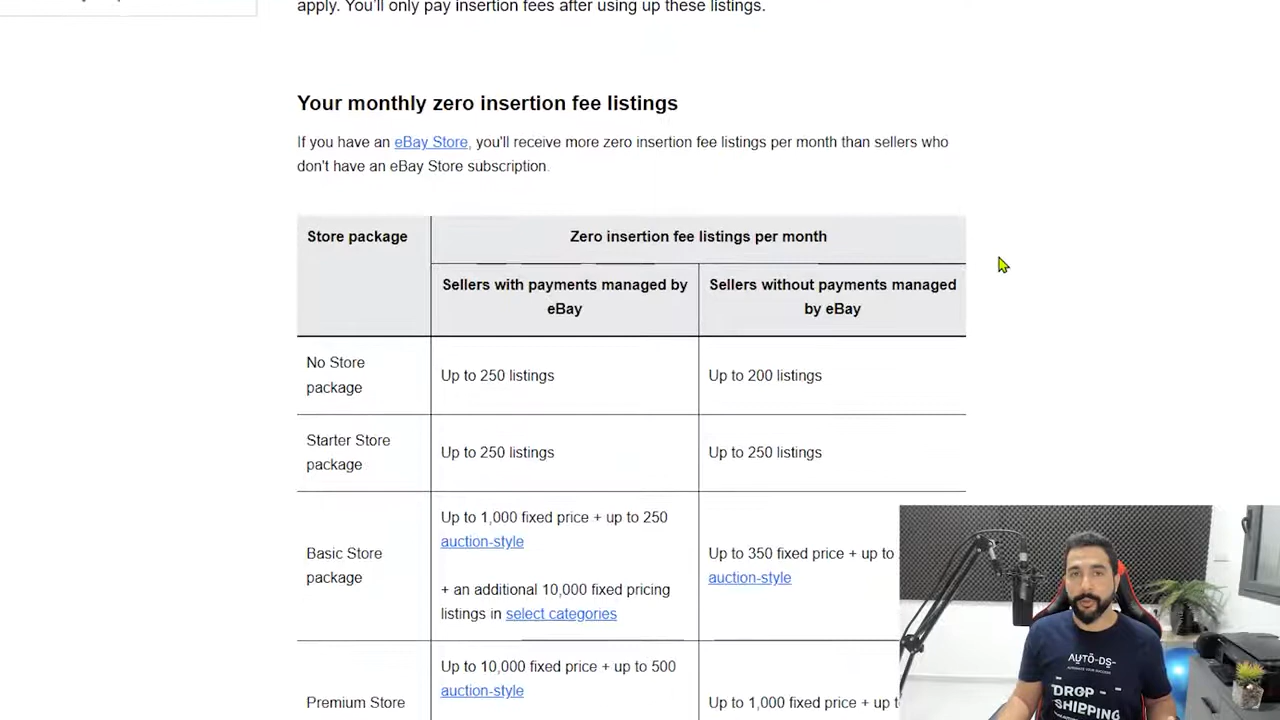 apply. You'll only pay insertion fees after using up these listings.
Your monthly zero insertion fee listings
If you have an eBay Store, you'll receive more zero insertion fee listings per month than sellers who
don't have an eBay Store subscription.
Store package
Zero insertion fee listings per month
Sellers with payments managed by
eBay
Sellers without payments managed
by eBay
No Store
package
Up to 250 listings
Up to 200 listings
Starter Store
package
Up to 250 listings
Up to 250 listings
Basic Store
package
Up to 1,000 fixed price + up to 250
auction-style
+ an additional 10,000 fixed pricing
listings in select categories
Up to 350 fixed price + up to
auction-style
Premium Store
Up to 10,000 fixed price + up to 500
auction-style
Up to 1,000 fixed price + up
AUTO-DS-
DROP
SHIPPING